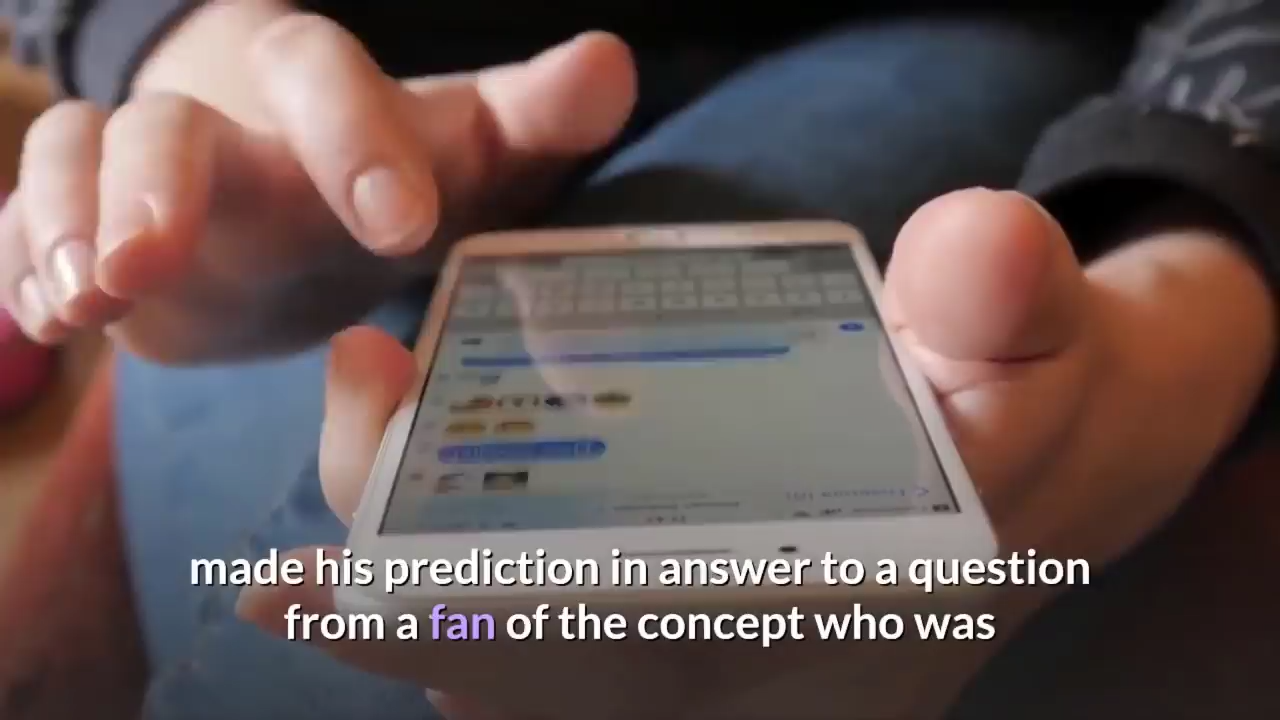 made his prediction in answer to a question
from a fan of the concept who was